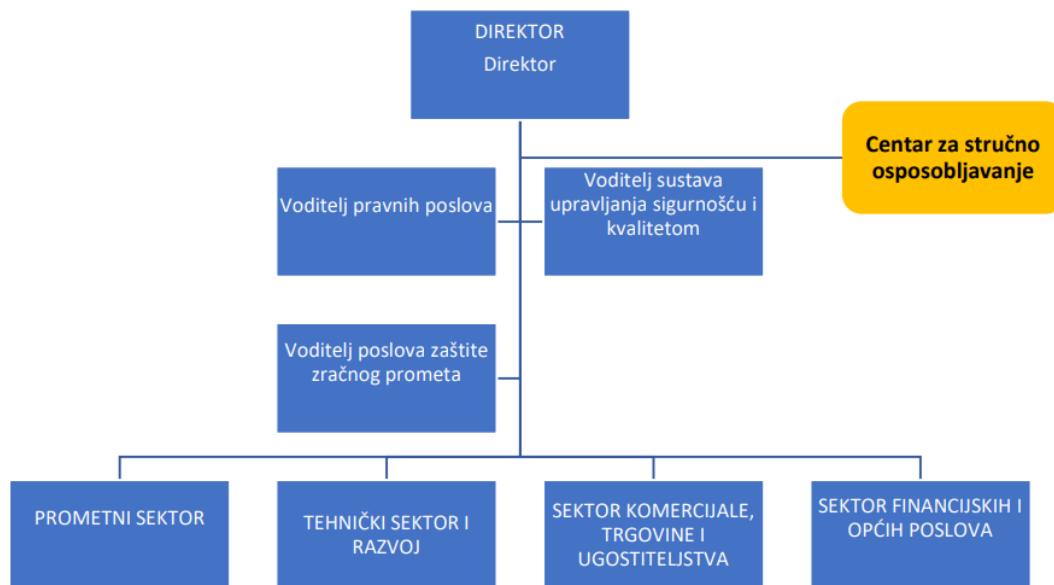 DIREKTOR
Direktor
Centar za stručno
osposobljavanje
Voditelj pravnih poslova
Voditelj sustava
upravljanja sigurnošću i
kvalitetom
Voditelj poslova zaštite
zračnog prometa
PROMETNI SEKTOR
TEHNIČKI SEKTOR I
RAZVOJ
SEKTOR KOMERCIJALE,
TRGOVINE I
UGOSTITELJSTVA
SEKTOR FINANCIJSKIH I
OPĆIH POSLOVA